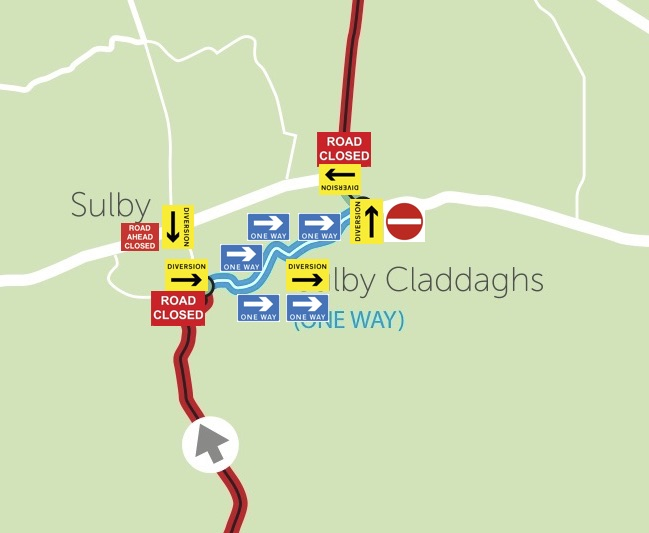 ROAD
CLOSED
DIVERSION
Sulby
DIVERSION
DIVERSION
ROAD
AHEAD
CLOSED
ONE WAY
ONE WAY
ONE WAY
DIVERSION
DIVERSION
lby Claddaghs
ROAD
CLOSED
ONE WAY
ONE WAY
(ONE WAY)